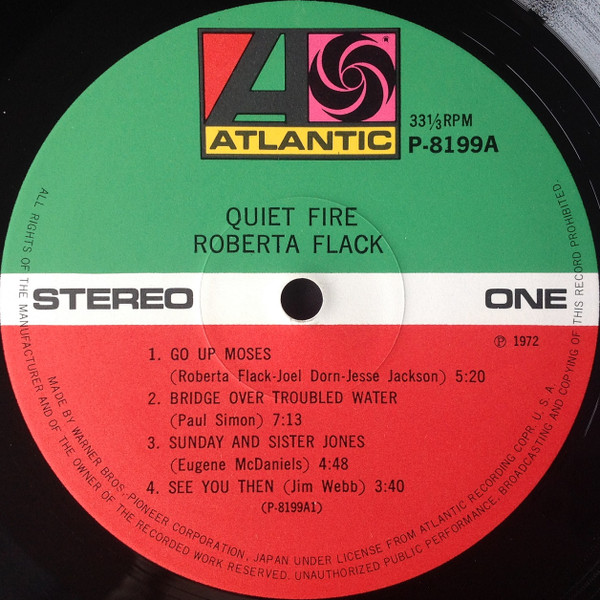 ATLANTIC
33⅓RPM
P-8199A
QUIET FIRE
ROBERTA FLACK
STEREO
ONE
Ⓟ 1972
1. GO UP MOSES
(Roberta Flack-Joel Dorn-Jesse Jackson) 5:20
2. BRIDGE OVER TROUBLED WATER
(Paul Simon) 7:13
3. SUNDAY AND SISTER JONES
(Eugene McDaniels) 4:48
4. SEE YOU THEN (Jim Webb) 3:40
(P-8199A1)
ALL RIGHTS OF THE MANUFACTURER AND OF THE OWNER OF THE RECORDED WORK RESERVED. UNAUTHORIZED PUBLIC PERFORMANCE, BROADCASTING AND COPYING OF THIS RECORD PROHIBITED.
MADE BY WARNER BROS.-PIONEER CORPORATION, JAPAN UNDER LICENSE FROM ATLANTIC RECORDING COPR. U. S. A.